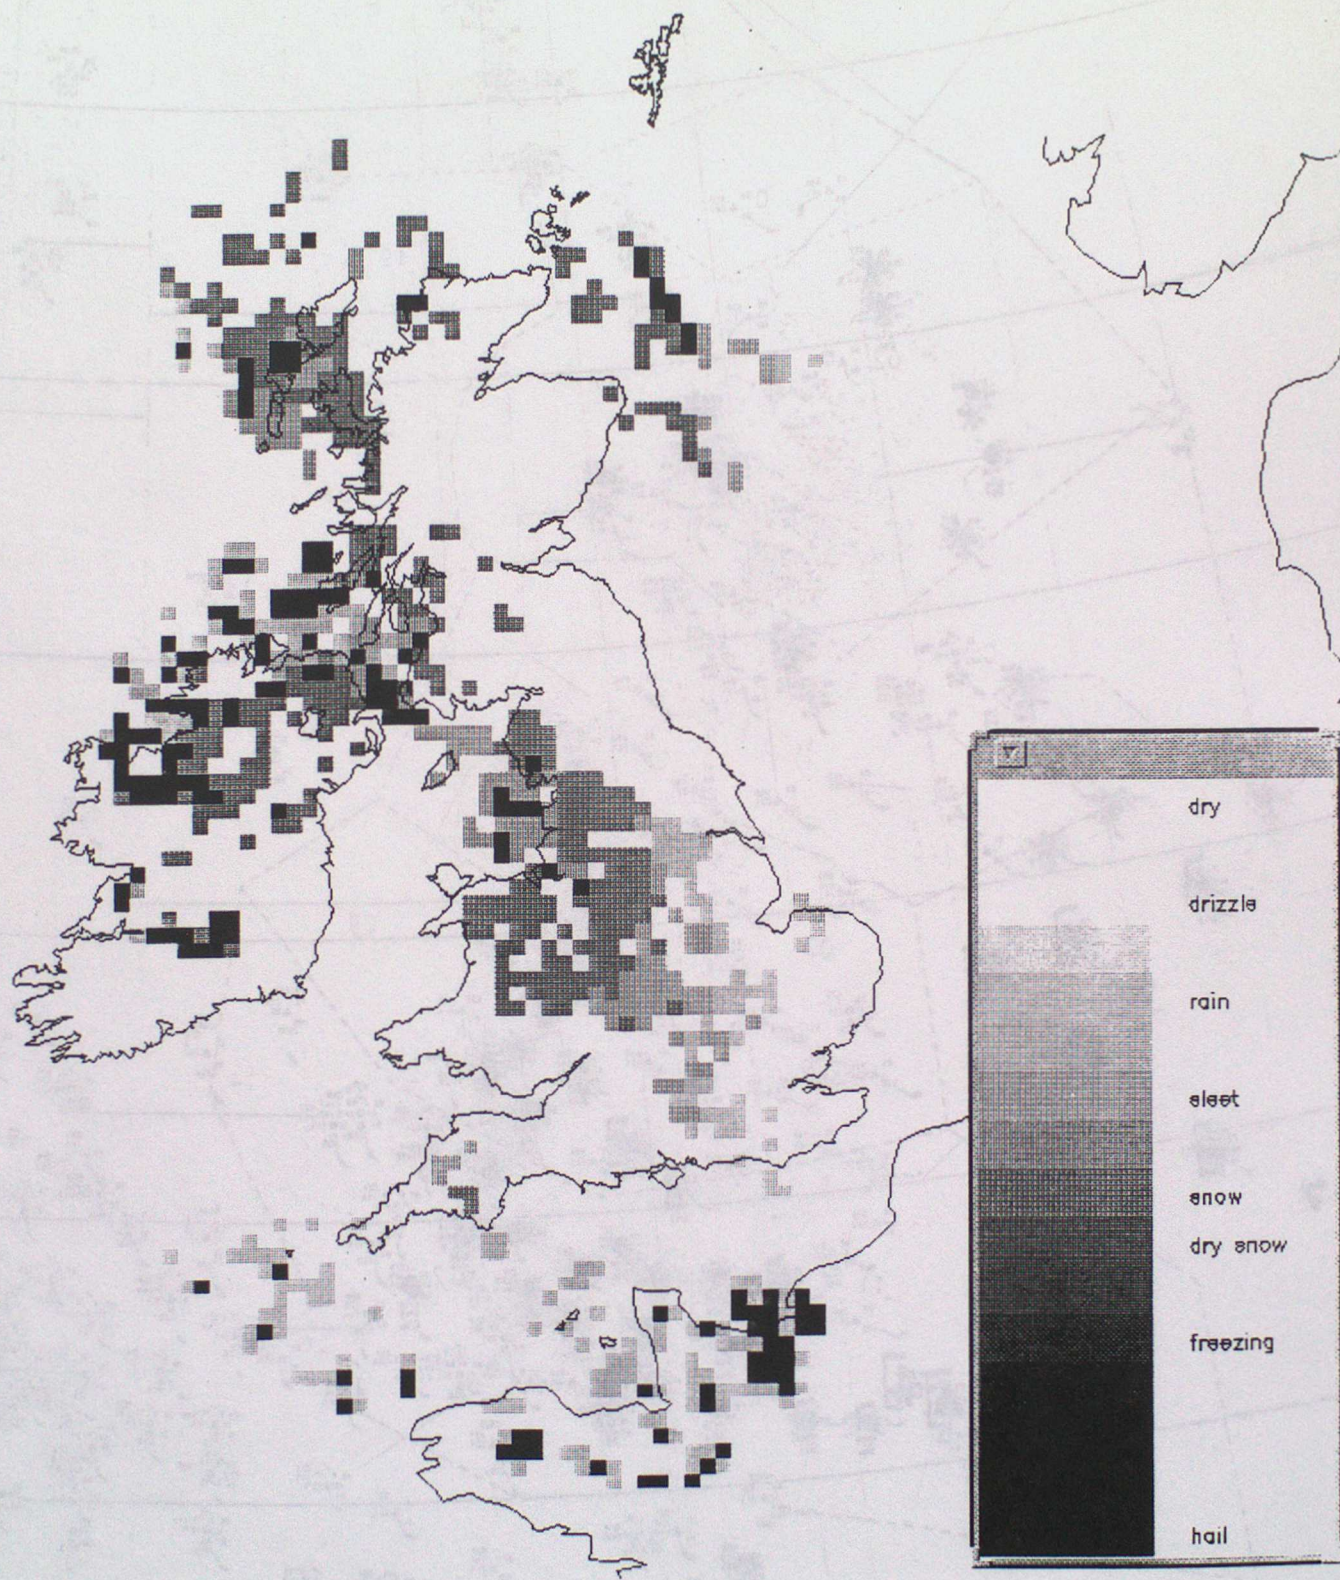 dry
drizzle
rain
sleet
snow
dry snow
freezing
hail